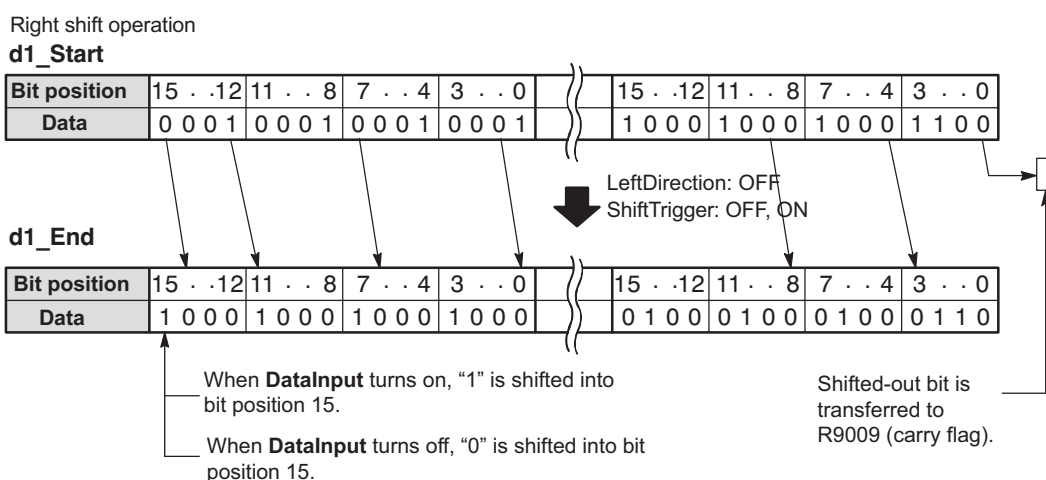 Right shift operation
d1_Start
Bit position 15 · ·12 11 · · 8 7 · · 4 3 · · 0 15 · ·12 11 · · 8 7 · · 4 3 · · 0
Data 0 0 0 1 0 0 0 1 0 0 0 1 0 0 0 1 1 0 0 0 1 0 0 0 1 0 0 0 1 1 0 0
LeftDirection: OFF
ShiftTrigger: OFF, ON
d1_End
Bit position 15 · ·12 11 · · 8 7 · · 4 3 · · 0 15 · ·12 11 · · 8 7 · · 4 3 · · 0
Data 1 0 0 0 1 0 0 0 1 0 0 0 1 0 0 0 0 1 0 0 0 1 0 0 0 1 0 0 0 1 1 0
When DataInput turns on, “1” is shifted into
bit position 15.
When DataInput turns off, “0” is shifted into bit
position 15.
Shifted-out bit is
transferred to
R9009 (carry flag).